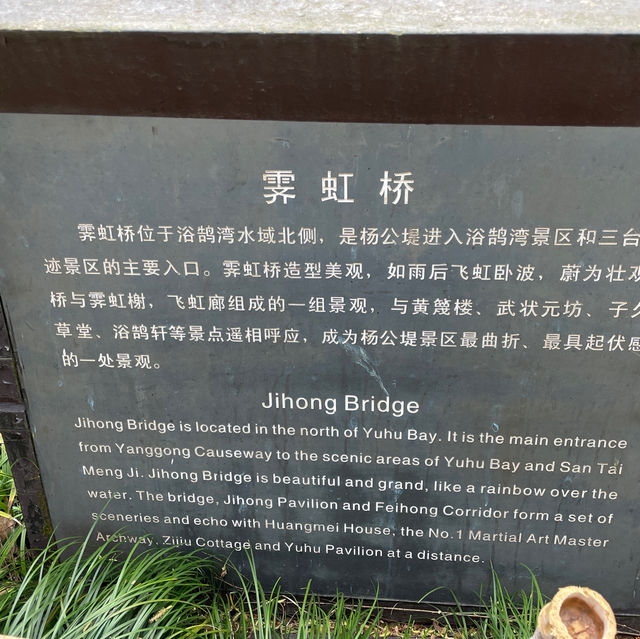 霁虹桥
霁虹桥位于浴鹄湾水域北侧，是杨公堤进入浴鹄湾景区和三台
迹景区的主要入口。霁虹桥造型美观，如雨后飞虹卧波，蔚为壮观
桥与霁虹榭，飞虹廊组成的一组景观，与黄篾楼、武状元坊、子久
草堂、浴鹄轩等景点遥相呼应，成为杨公堤景区最曲折、最具起伏感
的一处景观。
Jihong Bridge
Jihong Bridge is located in the north of Yuhu Bay. It is the main entrance
from Yanggong Causeway to the scenic areas of Yuhu Bay and San Tai
Meng Ji. Jihong Bridge is beautiful and grand, like a rainbow over the
water. The bridge, Jihong Pavilion and Feihong Corridor form a set of
sceneries and echo with Huangmei House, the No.1 Martial Art Master
Archway, Zijiu Cottage and Yuhu Pavilion at a distance.